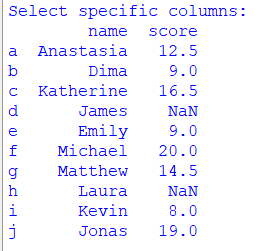 Select specific columns:
        name  score
a  Anastasia   12.5
b       Dima    9.0
c  Katherine   16.5
d      James    NaN
e      Emily    9.0
f    Michael   20.0
g    Matthew   14.5
h      Laura    NaN
i      Kevin    8.0
j      Jonas   19.0